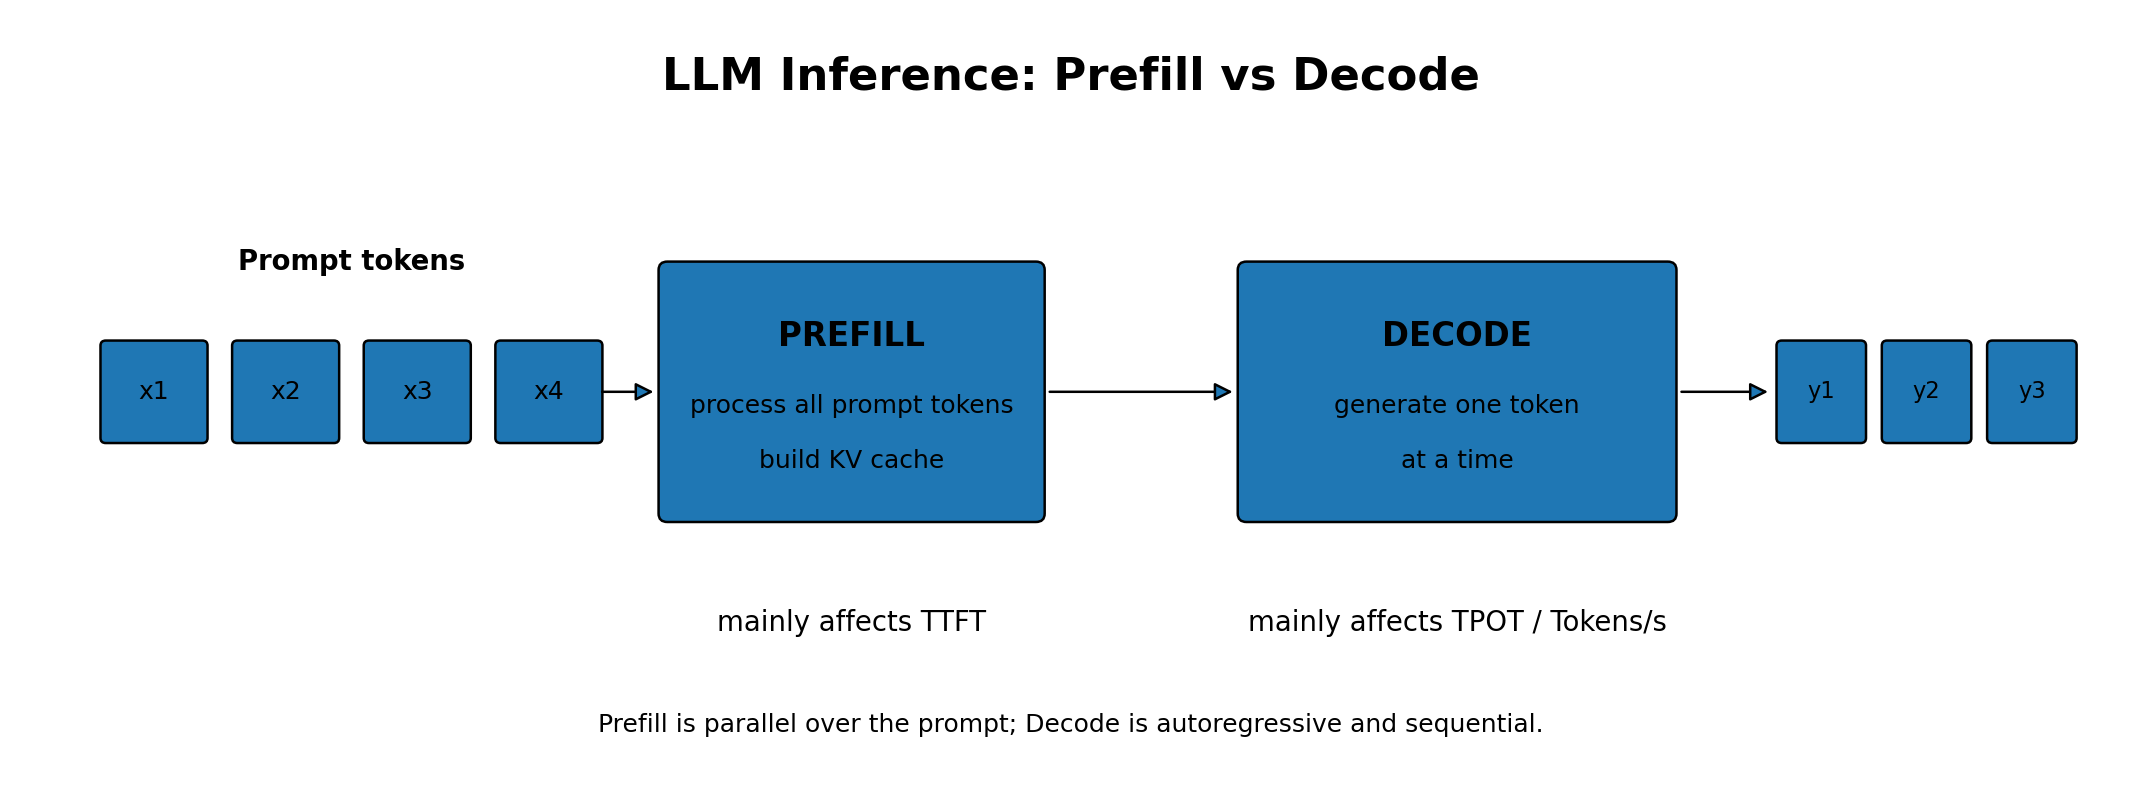 LLM Inference: Prefill vs Decode
Prompt tokens
x1
x2
x3
x4
PREFILL
process all prompt tokens
build KV cache
DECODE
generate one token
at a time
y1
y2
y3
mainly affects TTFT
mainly affects TPOT / Tokens/s
Prefill is parallel over the prompt; Decode is autoregressive and sequential.